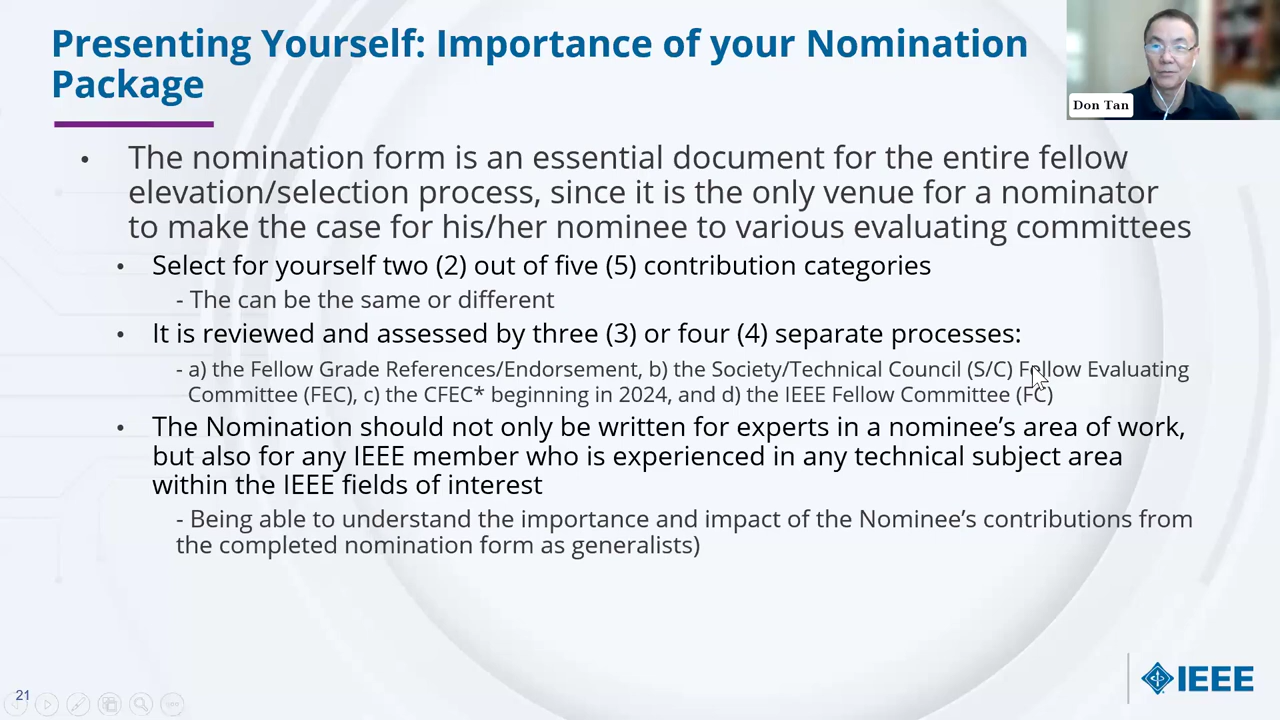 Presenting Yourself: Importance of your Nomination
Package
Don Tan
• The nomination form is an essential document for the entire fellow
elevation/selection process, since it is the only venue for a nominator
to make the case for his/her nominee to various evaluating committees
• Select for yourself two (2) out of five (5) contribution categories
- The can be the same or different
• It is reviewed and assessed by three (3) or four (4) separate processes:
- a) the Fellow Grade References/Endorsement, b) the Society/Technical Council (S/C) Fellow Evaluating
Committee (FEC), c) the CFEC* beginning in 2024, and d) the IEEE Fellow Committee (FC)
• The Nomination should not only be written for experts in a nominee’s area of work,
but also for any IEEE member who is experienced in any technical subject area
within the IEEE fields of interest
- Being able to understand the importance and impact of the Nominee’s contributions from
the completed nomination form as generalists)
21
IEEE